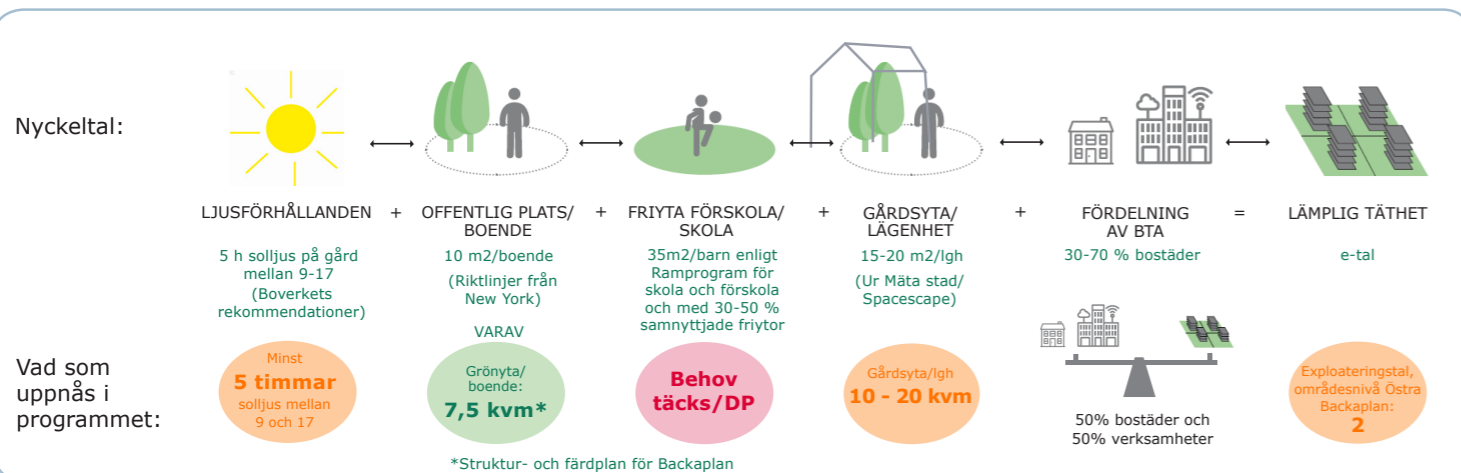 Nyckeltal:
LJUSFÖRHÅLLANDEN + OFFENTLIG PLATS/ + FRIYTA FÖRSKOLA/ + GÅRDSYTA/ + FÖRDELNING = LÄMPLIG TÄTHET
BOENDE SKOLA LÄGENHET AV BTA
5 h solljus på gård
mellan 9-17
(Boverkets
rekommendationer)
10 m2/boende
(Riktlinjer från
New York)
VARAV
35m2/barn enligt
Ramprogram för
skola och förskola
och med 30-50 %
samnyttjade friytor
15-20 m2/lgh
(Ur Mäta stad/
Spacescape)
30-70 % bostäder
e-tal
Vad som
uppnås i
programmet:
Minst
5 timmar
solljus mellan
9 och 17
Grönyta/
boende:
7,5 kvm*
Behov
täcks/DP
Gårdsyta/lgh
10 - 20 kvm
50% bostäder och
50% verksamheter
Exploateringstal,
områdesnivå Östra
Backaplan:
2
*Struktur- och färdplan för Backaplan